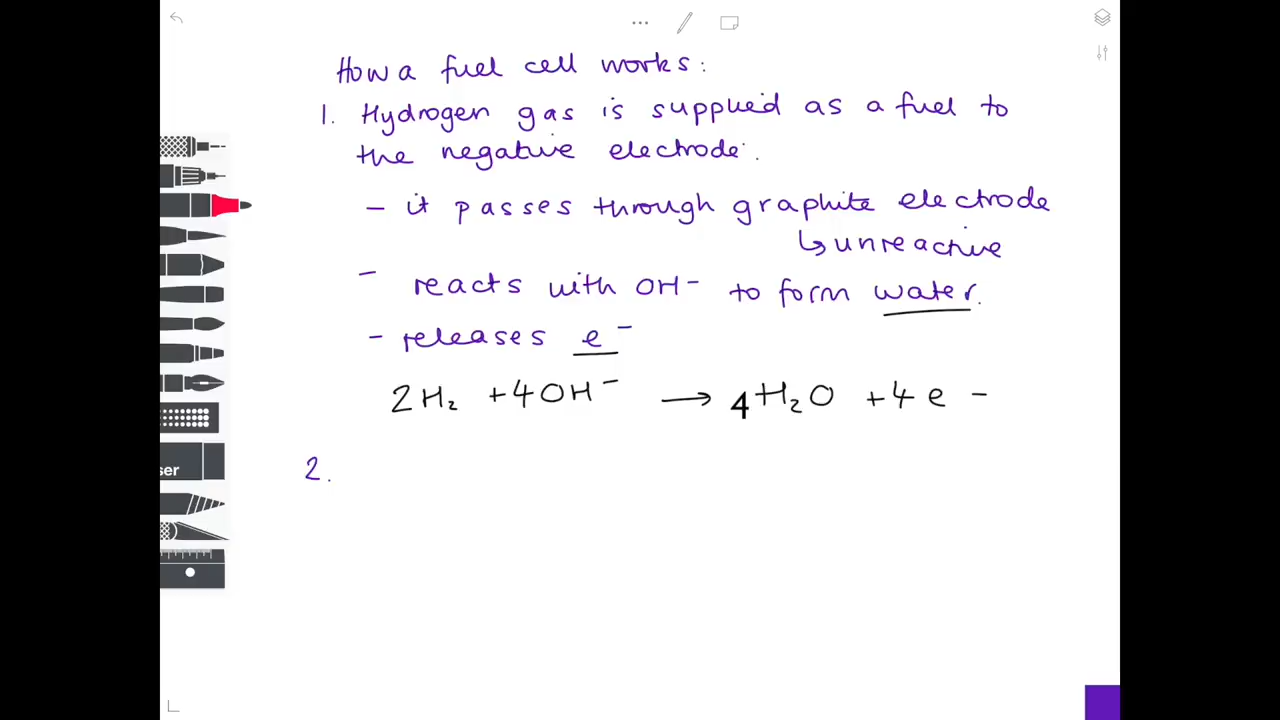 How a fuel cell works:
1. Hydrogen gas is supplied as a fuel to
the negative electrode.
- it passes through graphite electrode
↳ unreactive
- reacts with OH⁻ to form water.
- releases e⁻
2H₂ + 4OH⁻ → 4H₂O + 4e⁻
ser
2.